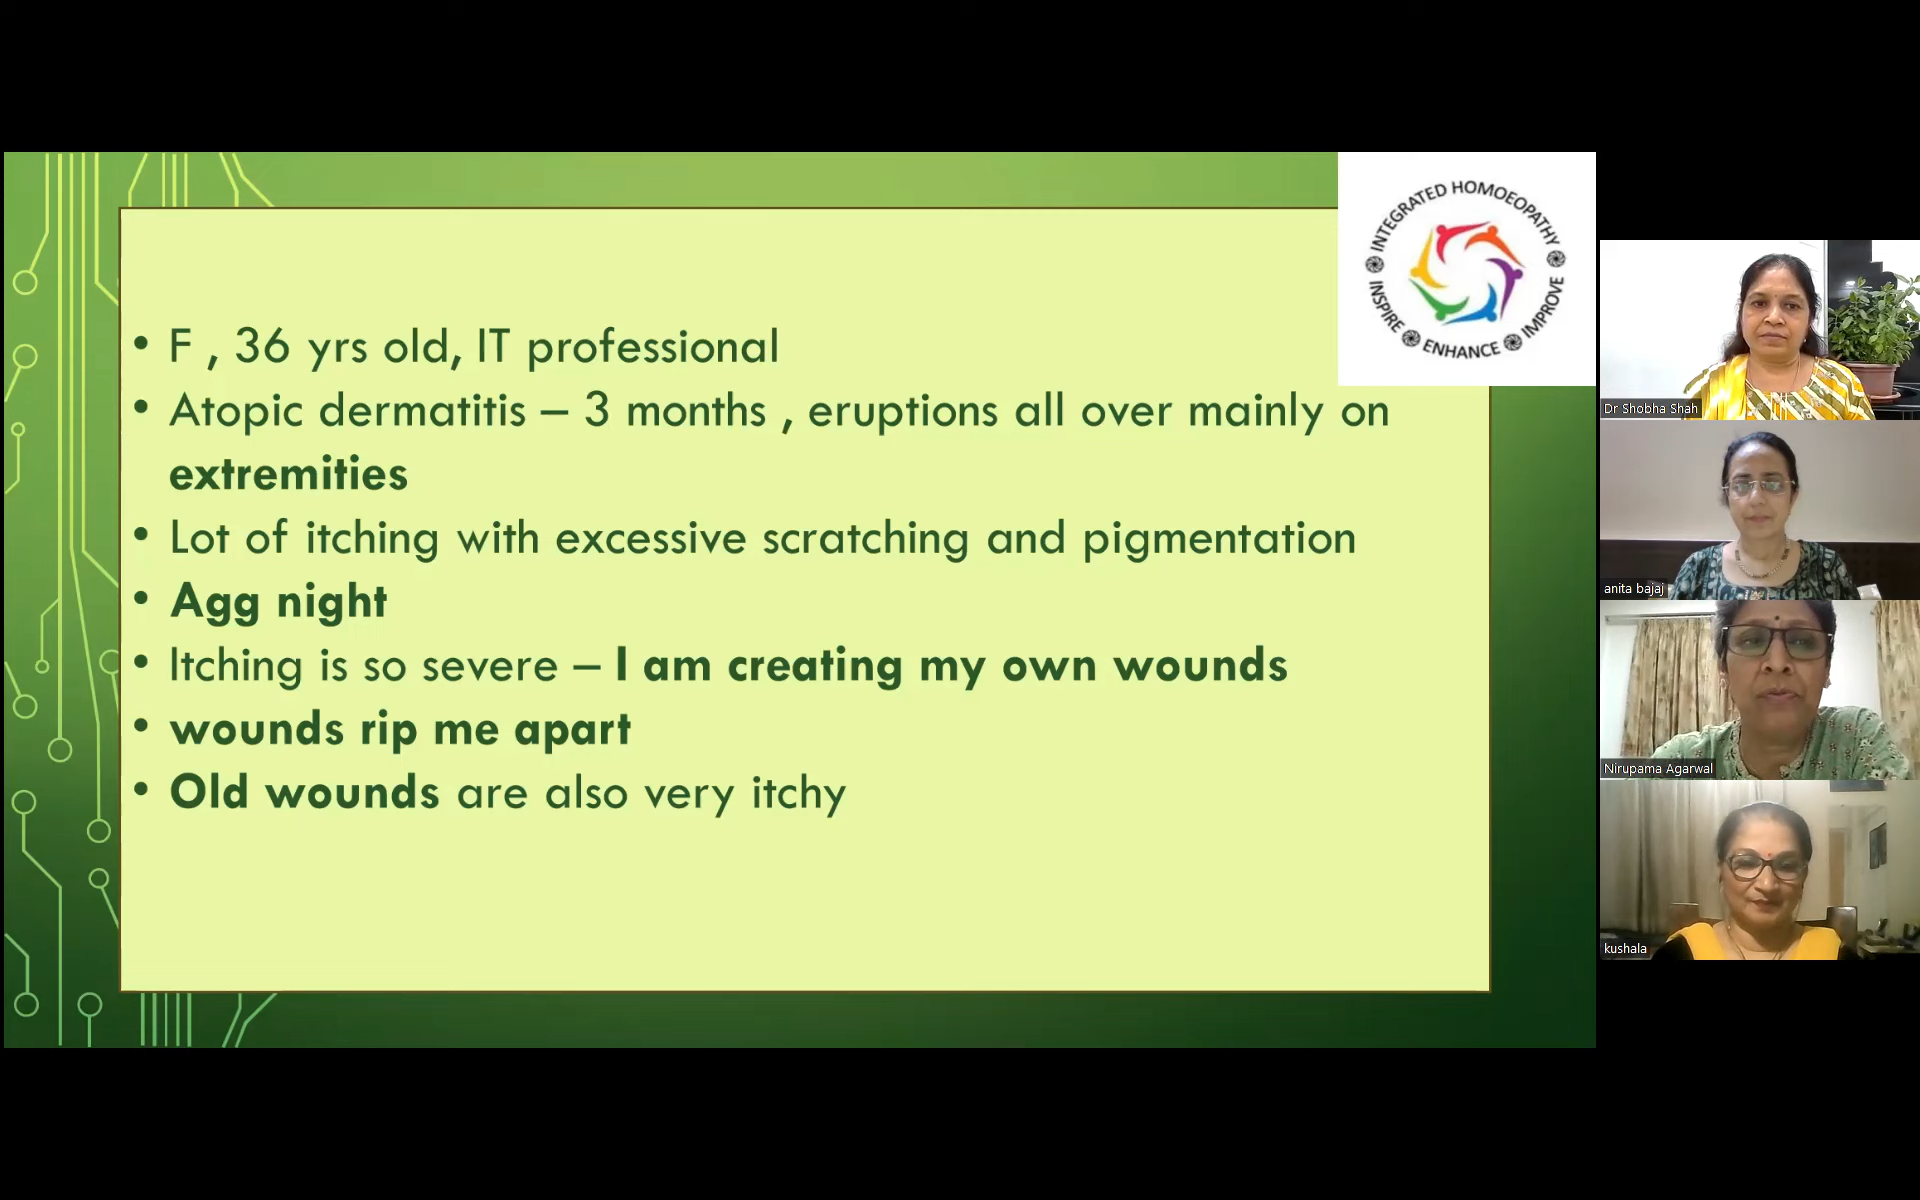 INTEGRATED HOMOEOPATHY
INSPIRE ENHANCE IMPROVE
• F , 36 yrs old, IT professional
• Atopic dermatitis – 3 months , eruptions all over mainly on
extremities
• Lot of itching with excessive scratching and pigmentation
• Agg night
• Itching is so severe – I am creating my own wounds
• wounds rip me apart
• Old wounds are also very itchy
Dr Shobha Shah
anita bajaj
Nirupama Agarwal
kushala